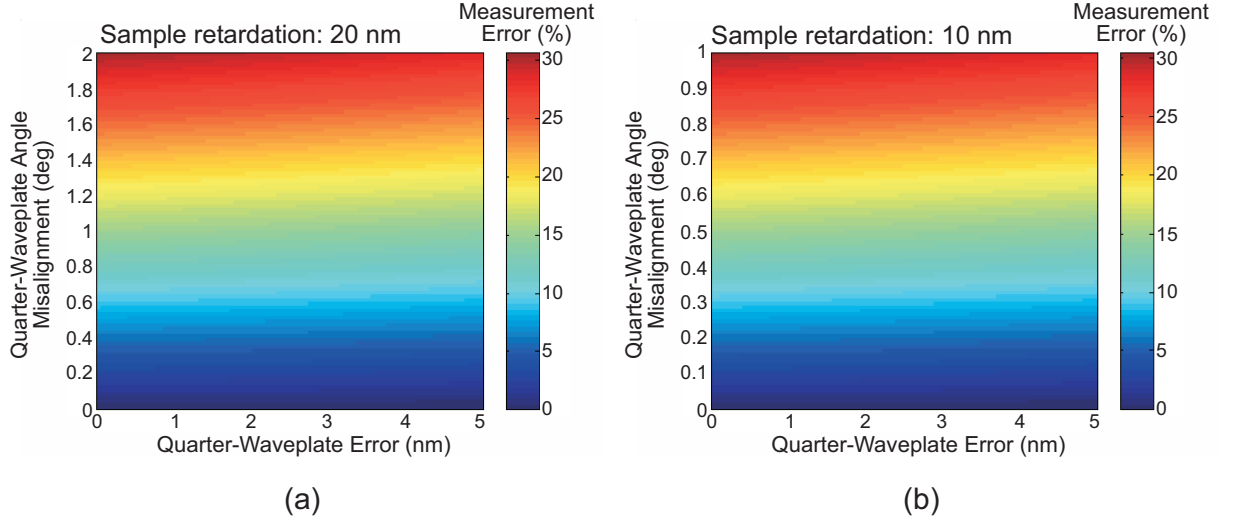 Sample retardation: 20 nm
Measurement
Error (%)
2
1.8
1.6
1.4
1.2
1
0.8
0.6
0.4
0.2
0
Quarter-Waveplate Angle
Misalignment (deg)
0 1 2 3 4 5
Quarter-Waveplate Error (nm)
30
25
20
15
10
5
0
(a)
Sample retardation: 10 nm
Measurement
Error (%)
1
0.9
0.8
0.7
0.6
0.5
0.4
0.3
0.2
0.1
0
Quarter-Waveplate Angle
Misalignment (deg)
0 1 2 3 4 5
Quarter-Waveplate Error (nm)
30
25
20
15
10
5
0
(b)